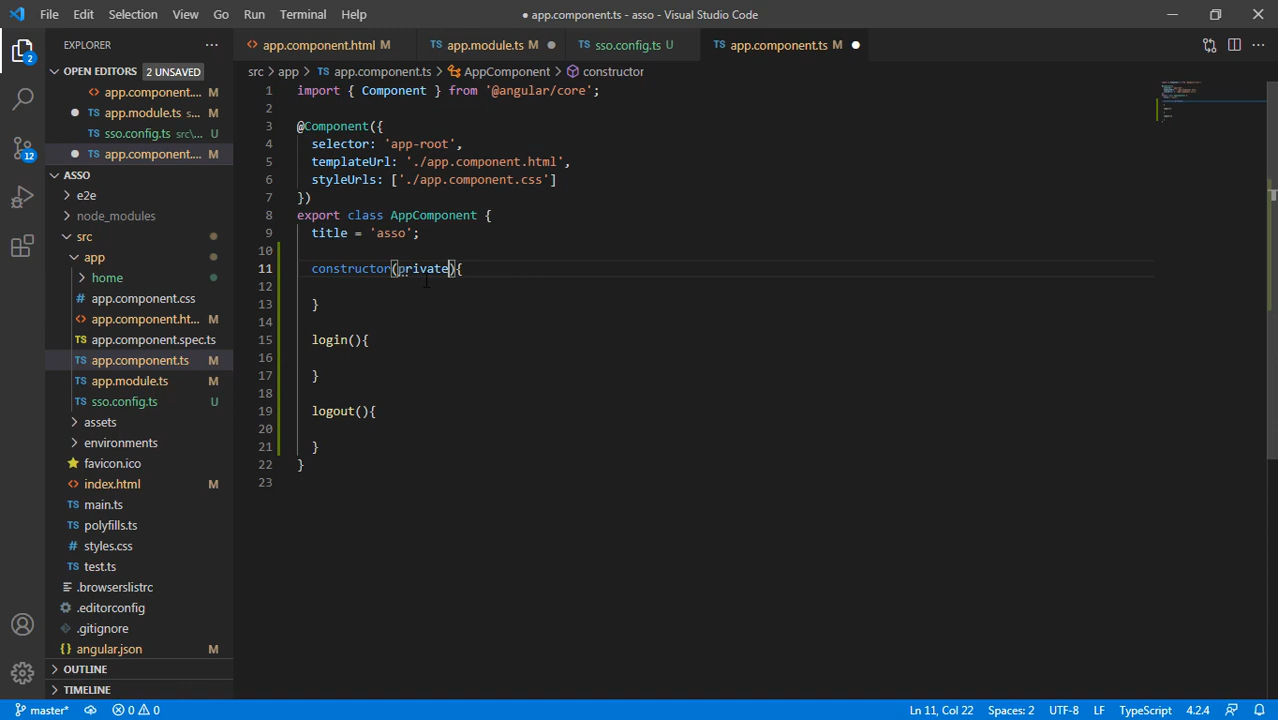 File Edit Selection View Go Run Terminal Help
● app.component.ts - asso - Visual Studio Code
EXPLORER
OPEN EDITORS 2 UNSAVED
app.component....
app.module.ts s...
sso.config.ts src\... U
app.component....
ASSO
e2e
node_modules
src
app
home
app.component.css
app.component.ht... M
app.component.spec.ts
app.component.ts M
app.module.ts M
sso.config.ts U
assets
environments
favicon.ico
index.html M
main.ts
polyfills.ts
styles.css
test.ts
.browserslistrc
.editorconfig
.gitignore
angular.json M
OUTLINE
TIMELINE
2
12
app.component.html M
app.module.ts M
sso.config.ts U
app.component.ts M
src > app > TS app.component.ts > AppComponent > constructor
1 import { Component } from '@angular/core';
2
3 @Component({
4 selector: 'app-root',
5 templateUrl: './app.component.html',
6 styleUrls: ['./app.component.css']
7 })
8 export class AppComponent {
9 title = 'asso';
10
11 constructor(private){
12
13 }
14
15 login(){
16
17 }
18
19 logout(){
20
21 }
22 }
23
master* 0 0
Ln 11, Col 22 Spaces: 2 UTF-8 LF TypeScript 4.2.4